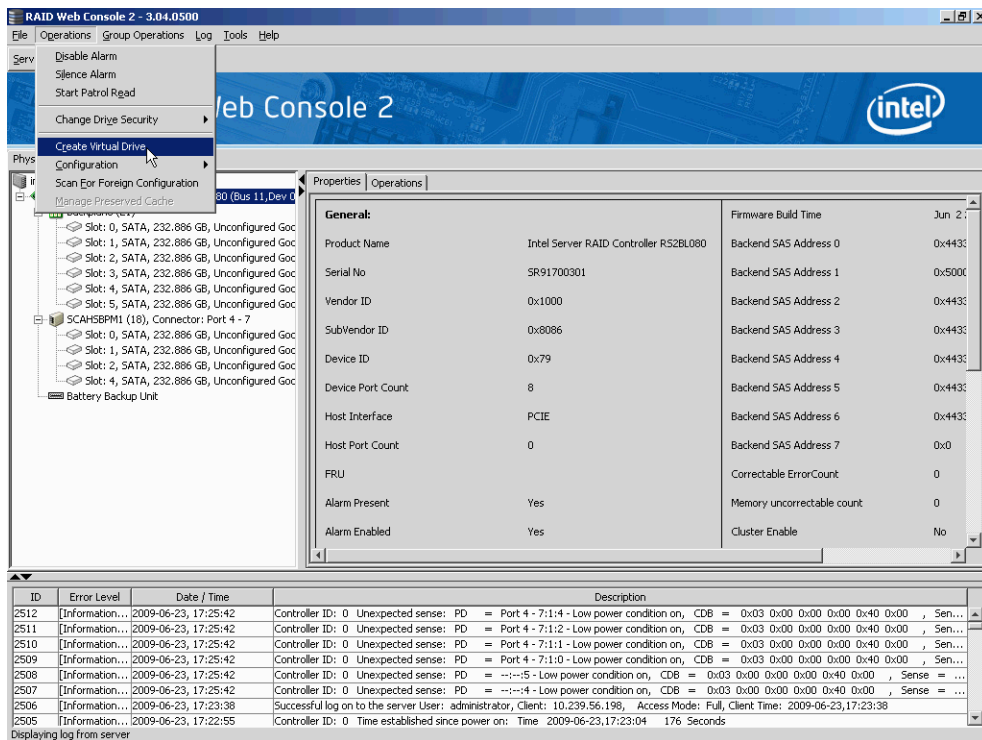 RAID Web Console 2 - 3.04.0500
File Operations Group Operations Log Tools Help
Serv
Disable Alarm
Silence Alarm
Start Patrol Read
Change Drive Security
Create Virtual Drive
Configuration
Scan For Foreign Configuration
Manage Preserved Cache
eb Console 2
intel
Phys
80 (Bus 11,Dev 0
Slot: 0, SATA, 232.886 GB, Unconfigured Goo
Slot: 1, SATA, 232.886 GB, Unconfigured Goo
Slot: 2, SATA, 232.886 GB, Unconfigured Goo
Slot: 3, SATA, 232.886 GB, Unconfigured Goo
Slot: 4, SATA, 232.886 GB, Unconfigured Goo
Slot: 5, SATA, 232.886 GB, Unconfigured Goo
SCAHSBPM1 (18), Connector: Port 4 - 7
Slot: 0, SATA, 232.886 GB, Unconfigured Goo
Slot: 1, SATA, 232.886 GB, Unconfigured Goo
Slot: 2, SATA, 232.886 GB, Unconfigured Goo
Slot: 4, SATA, 232.886 GB, Unconfigured Goo
Battery Backup Unit
Properties Operations
General:
Product Name Intel Server RAID Controller RS2BL080
Serial No SR91700301
Vendor ID 0x1000
SubVendor ID 0x8086
Device ID 0x79
Device Port Count 8
Host Interface PCIE
Host Port Count 0
FRU
Alarm Present Yes
Alarm Enabled Yes
Firmware Build Time Jun 2
Backend SAS Address 0 0x4433
Backend SAS Address 1 0x5000
Backend SAS Address 2 0x4433
Backend SAS Address 3 0x4433
Backend SAS Address 4 0x4433
Backend SAS Address 5 0x4433
Backend SAS Address 6 0x4433
Backend SAS Address 7 0x0
Correctable ErrorCount 0
Memory uncorrectable count 0
Cluster Enable No
ID Error Level Date / Time Description
2512 [Information... 2009-06-23, 17:25:42 Controller ID: 0 Unexpected sense: PD = Port 4 - 7:1:4 - Low power condition on, CDB = 0x03 0x00 0x00 0x00 0x40 0x00 , Sen...
2511 [Information... 2009-06-23, 17:25:42 Controller ID: 0 Unexpected sense: PD = Port 4 - 7:1:2 - Low power condition on, CDB = 0x03 0x00 0x00 0x00 0x40 0x00 , Sen...
2510 [Information... 2009-06-23, 17:25:42 Controller ID: 0 Unexpected sense: PD = Port 4 - 7:1:1 - Low power condition on, CDB = 0x03 0x00 0x00 0x00 0x40 0x00 , Sen...
2509 [Information... 2009-06-23, 17:25:42 Controller ID: 0 Unexpected sense: PD = Port 4 - 7:1:0 - Low power condition on, CDB = 0x03 0x00 0x00 0x00 0x40 0x00 , Sen...
2508 [Information... 2009-06-23, 17:25:42 Controller ID: 0 Unexpected sense: PD = --:--:5 - Low power condition on, CDB = 0x03 0x00 0x00 0x00 0x40 0x00 , Sense = ...
2507 [Information... 2009-06-23, 17:25:42 Controller ID: 0 Unexpected sense: PD = --:--:4 - Low power condition on, CDB = 0x03 0x00 0x00 0x00 0x40 0x00 , Sense = ...
2506 [Information... 2009-06-23, 17:23:38 Successful log on to the server User: administrator, Client: 10.239.56.198, Access Mode: Full, Client Time: 2009-06-23,17:23:38
2505 [Information... 2009-06-23, 17:22:55 Controller ID: 0 Time established since power on: Time 2009-06-23,17:23:04 176 Seconds
Displaying log from server